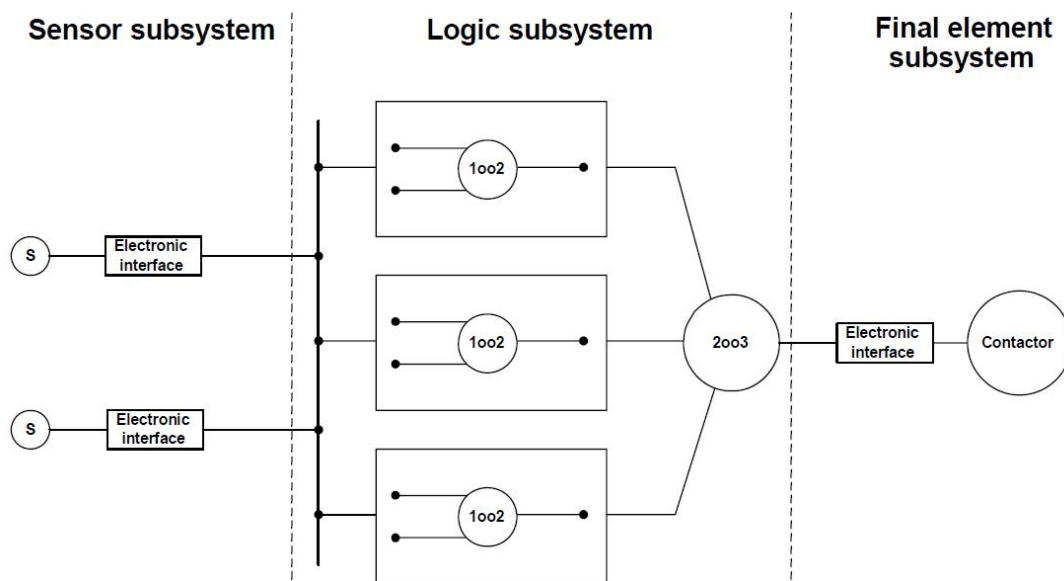 Sensor subsystem
Logic subsystem
Final element
subsystem
1oo2
S
Electronic
interface
1oo2
2oo3
Electronic
interface
Contactor
S
Electronic
interface
1oo2